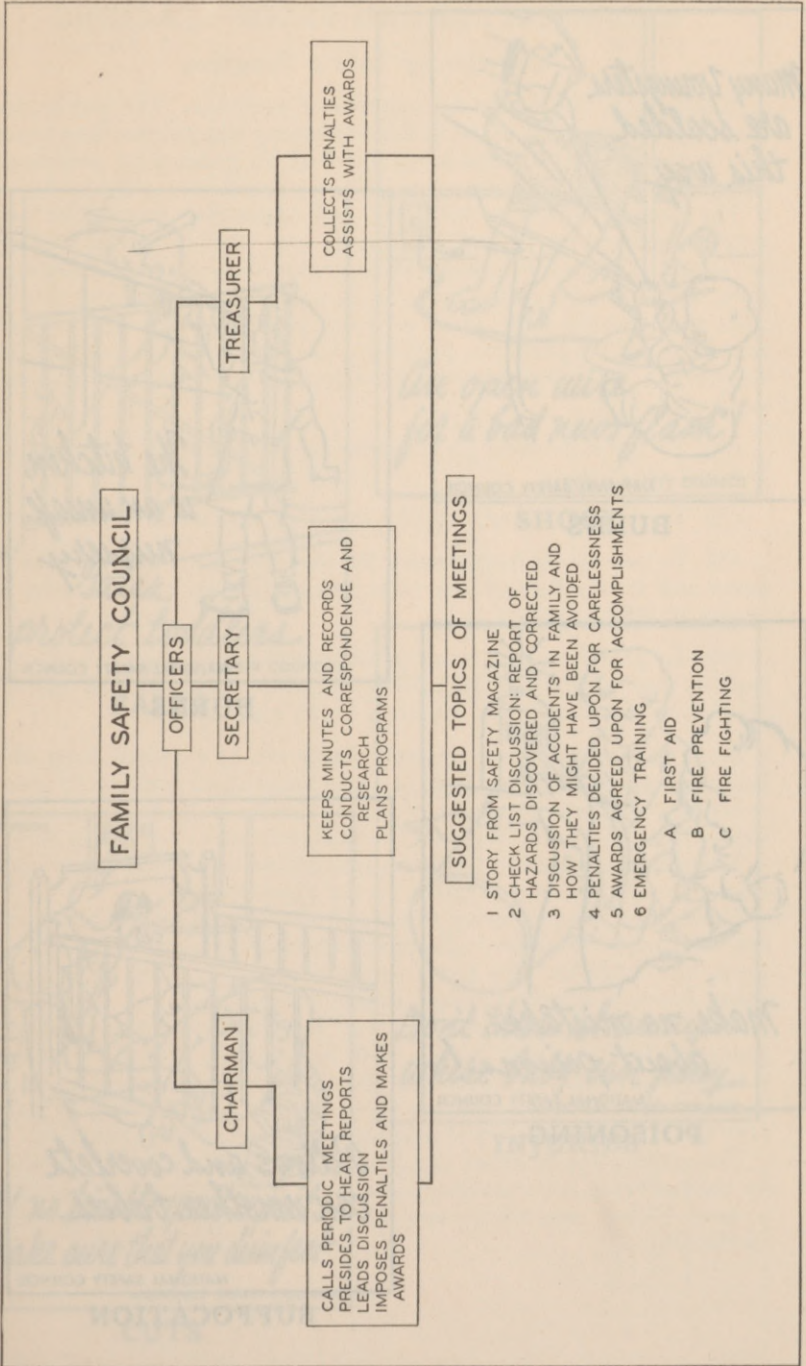 FAMILY SAFETY COUNCIL
OFFICERS
CHAIRMAN
SECRETARY
TREASURER
CALLS PERIODIC MEETINGS
PRESIDES TO HEAR REPORTS
LEADS DISCUSSION
IMPOSES PENALTIES AND MAKES
AWARDS
KEEPS MINUTES AND RECORDS
CONDUCTS CORRESPONDENCE AND
RESEARCH
PLANS PROGRAMS
COLLECTS PENALTIES
ASSISTS WITH AWARDS
SUGGESTED TOPICS OF MEETINGS
1 STORY FROM SAFETY MAGAZINE
2 CHECK LIST DISCUSSION: REPORT OF
HAZARDS DISCOVERED AND CORRECTED
3 DISCUSSION OF ACCIDENTS IN FAMILY AND
HOW THEY MIGHT HAVE BEEN AVOIDED
4 PENALTIES DECIDED UPON FOR CARELESSNESS
5 AWARDS AGREED UPON FOR ACCOMPLISHMENTS
6 EMERGENCY TRAINING
A FIRST AID
B FIRE PREVENTION
C FIRE FIGHTING